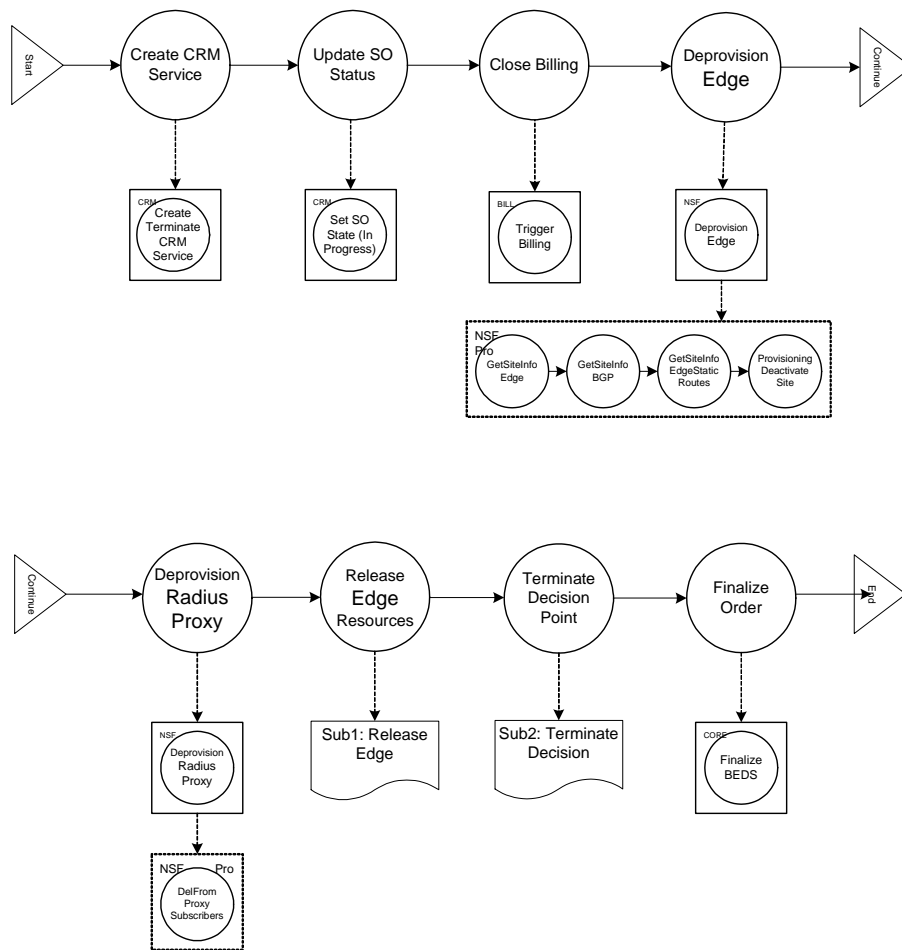 Start
Create CRM
Service
Update SO
Status
Close Billing
Deprovision
Edge
Continue
CRM
Create
Terminate
CRM
Service
CRM
Set SO
State (In
Progress)
BILL
Trigger
Billing
NSF
Deprovision
Edge
NSF
Pro
GetSiteInfo
Edge
GetSiteInfo
BGP
GetSiteInfo
EdgeStatic
Routes
Provisioning
Deactivate
Site
Continue
Deprovision
Radius
Proxy
Release
Edge
Resources
Terminate
Decision
Point
Finalize
Order
End
NSF
Deprovision
Radius
Proxy
Sub1: Release
Edge
Sub2: Terminate
Decision
CORE
Finalize
BEDS
NSF Pro
DelFrom
Proxy
Subscribers